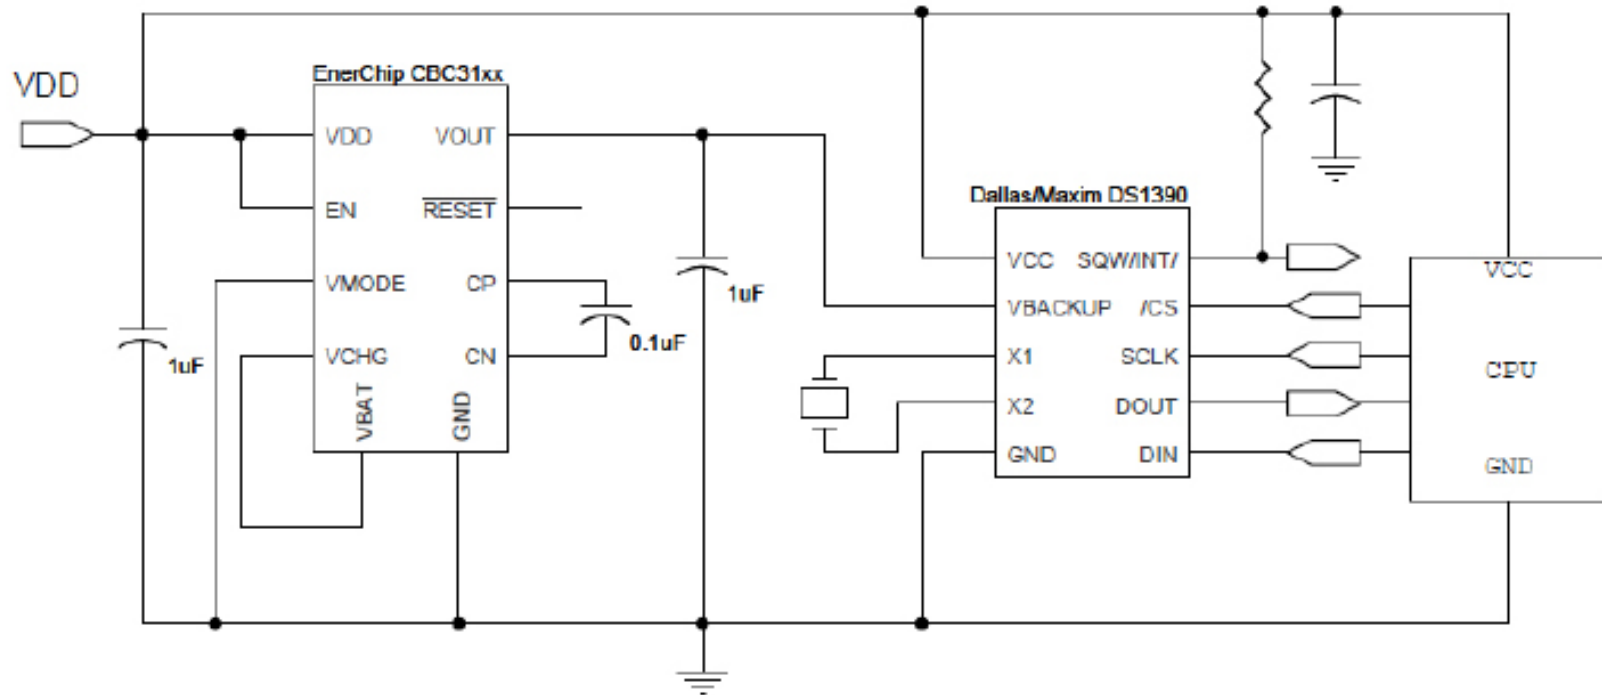 VDD
EnerChip CBC31xx
VDD
VOUT
EN
RESET
VMODE
CP
VCHG
CN
VBAT
GND
1uF
0.1uF
1uF
Dallas/Maxim DS1390
VCC
SQW/INT/
VBACKUP
/CS
X1
SCLK
X2
DOUT
GND
DIN
VCC
CPU
GND